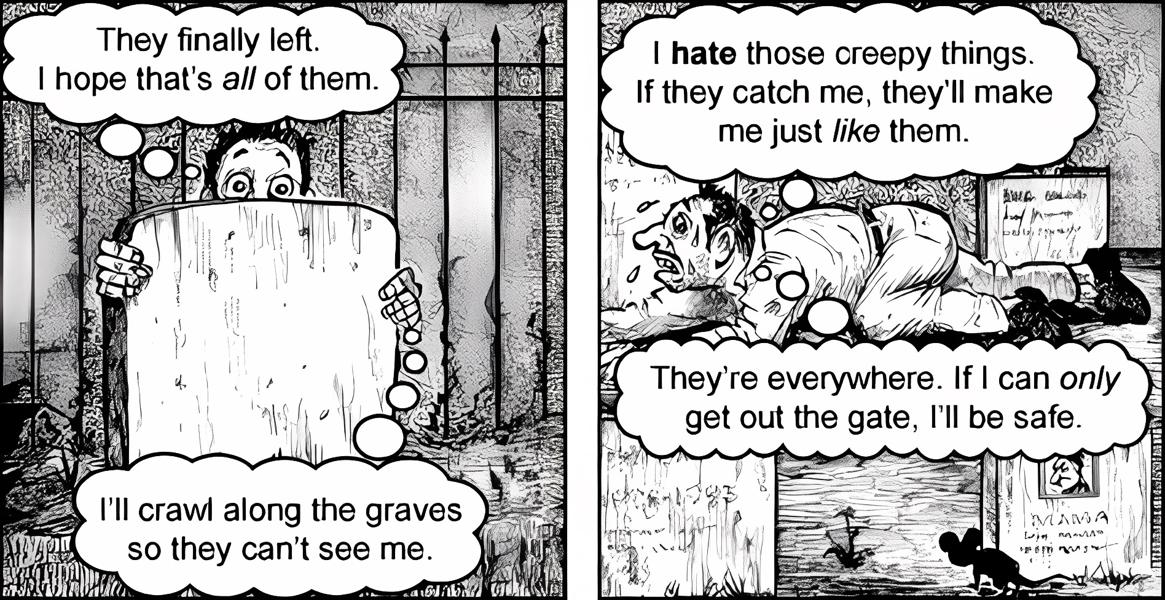 They finally left.
I hope that's all of them.
I'll crawl along the graves
so they can't see me.
I hate those creepy things.
If they catch me, they'll make
me just like them.
They're everywhere. If I can only
get out the gate, I'll be safe.
MAMA